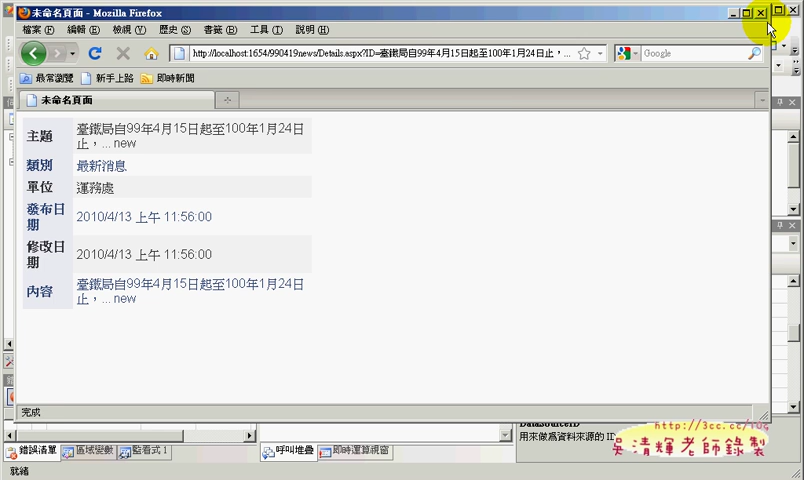 未命名頁面 - Mozilla Firefox
檔案(F) 編輯(E) 檢視(V) 歷史(S) 書籤(B) 工具(T) 說明(H)
http://localhost:1654/990419news/Details.aspx?ID=臺鐵局自99年4月15日起至100年1月24日止，... Google
最常瀏覽 新手上路 即時新聞
未命名頁面
主題 臺鐵局自99年4月15日起至100年1月24日
止，... new
類別 最新消息
單位 運務處
發布日
期 2010/4/13 上午 11:56:00
修改日
期 2010/4/13 上午 11:56:00
內容 臺鐵局自99年4月15日起至100年1月24日
止，... new
完成
DataSourceID
用來做為資料來源的 ID
http://3cc.cc/
吳清輝老師錄製
錯誤清單 區域變數 監看式 1 呼叫堆疊 即時運算視窗
就緒